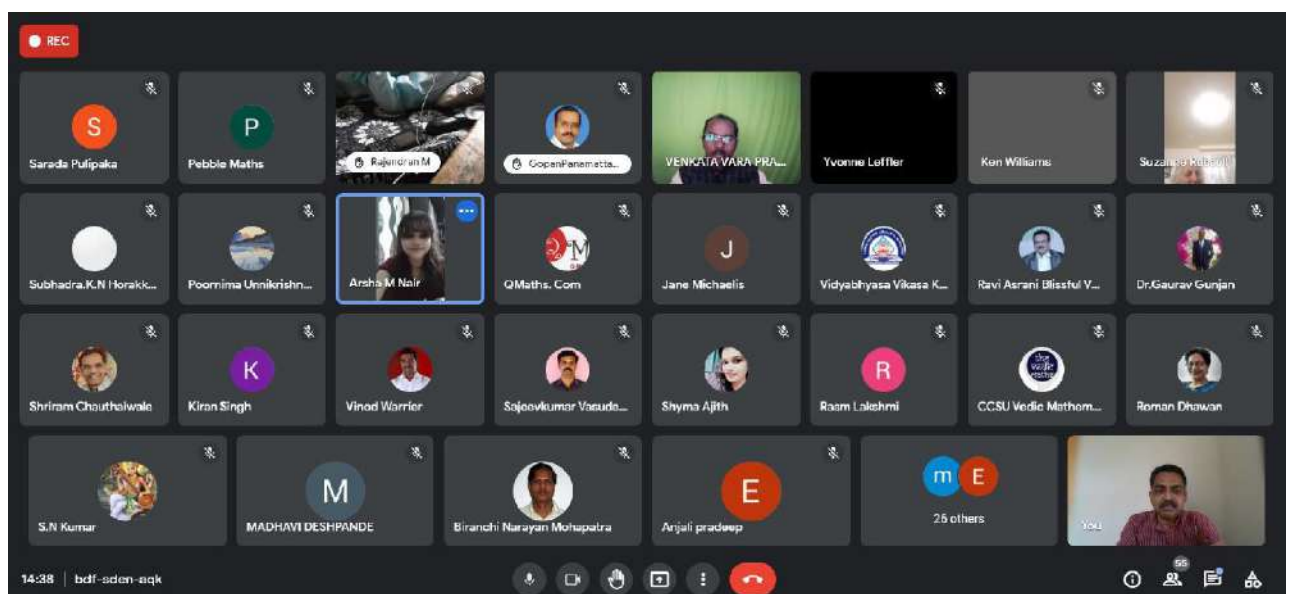 REC
S
Sarada Pulipaka
P
Pebble Maths
Rajendran M
GopanPanamatta...
VENKATA VARA PRA...
Yvonne Leffler
Ken Williams
Subhadra.K.N Horakk...
Poornima Unnikrishn...
Arsha M Nair
QMaths. Com
J
Jane Michaelis
Vidyabhyasa Vikasa K...
Ravi Asrani Blissful V...
Dr.Gaurav Gunjan
Shriram Chauthaiwale
K
Kiran Singh
Vinod Warrier
Sajeevkumar Vasude...
Shyma Ajith
R
Raam Lakshmi
CCSU Vedic Mathem...
Roman Dhawan
S.N Kumar
M
MADHAVI DESHPANDE
Biranchi Narayan Mohapatra
E
Anjali pradeep
m E
25 others
You
14:38 | bdf-sden-aqk
55